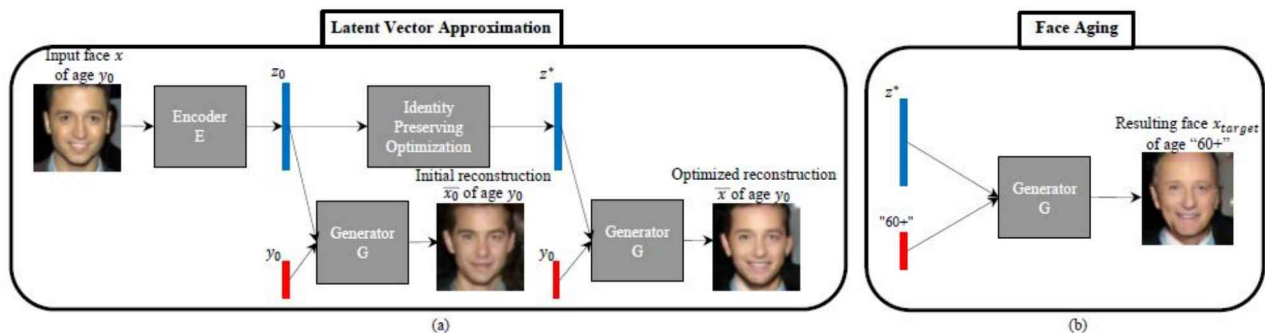 Latent Vector Approximation
Input face x
of age y₀
Encoder
E
z₀
Identity
Preserving
Optimization
z*
Initial reconstruction
x̅₀ of age y₀
y₀
Generator
G
Optimized reconstruction
x̅ of age y₀
y₀
Generator
G
(a)
Face Aging
z*
"60+"
Generator
G
Resulting face x_target
of age “60+”
(b)